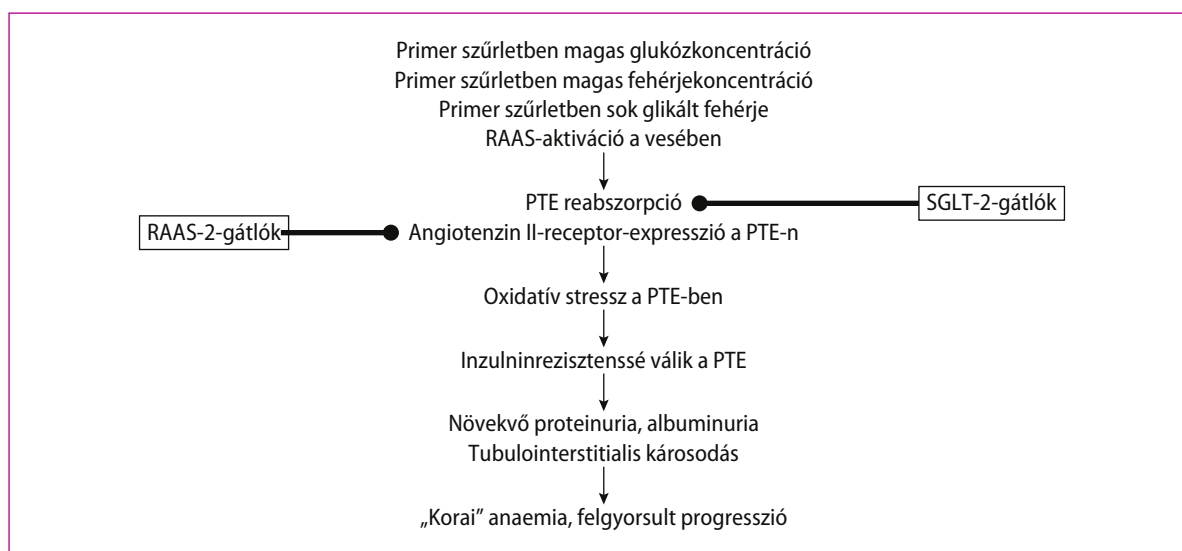 Primer szűrletben magas glukózkoncentráció
Primer szűrletben magas fehérjekoncentráció
Primer szűrletben sok glikált fehérje
RAAS-aktiváció a vesében
PTE reabszorpció
SGLT-2-gátlók
RAAS-2-gátlók
Angiotenzin II-receptor-expresszió a PTE-n
Oxidatív stressz a PTE-ben
Inzulninrezisztenssé válik a PTE
Növekvő proteinuria, albuminuria
Tubulointerstitialis károsodás
„Korai” anaemia, felgyorsult progresszió